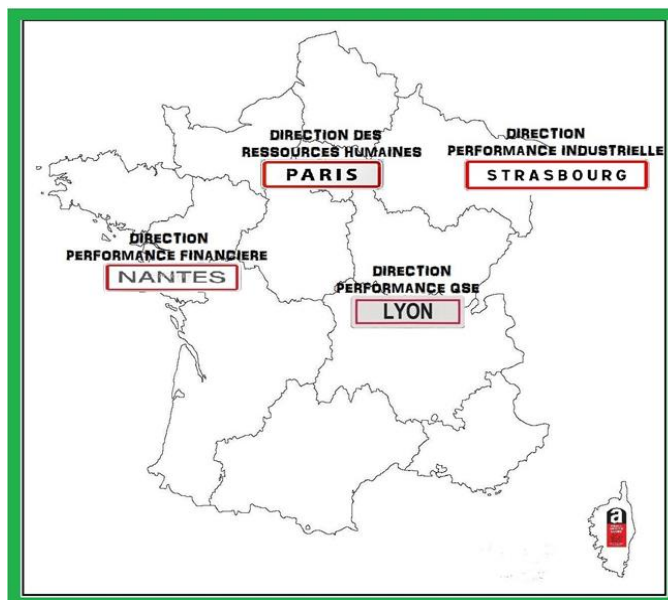 DIRECTION DES
RESSOURCES HUMAINES
PARIS
DIRECTION
PERFORMANCE INDUSTRIELLE
STRASBOURG
DIRECTION
PERFORMANCE FINANCIERE
NANTES
DIRECTION
PERFORMANCE QSE
LYON
a